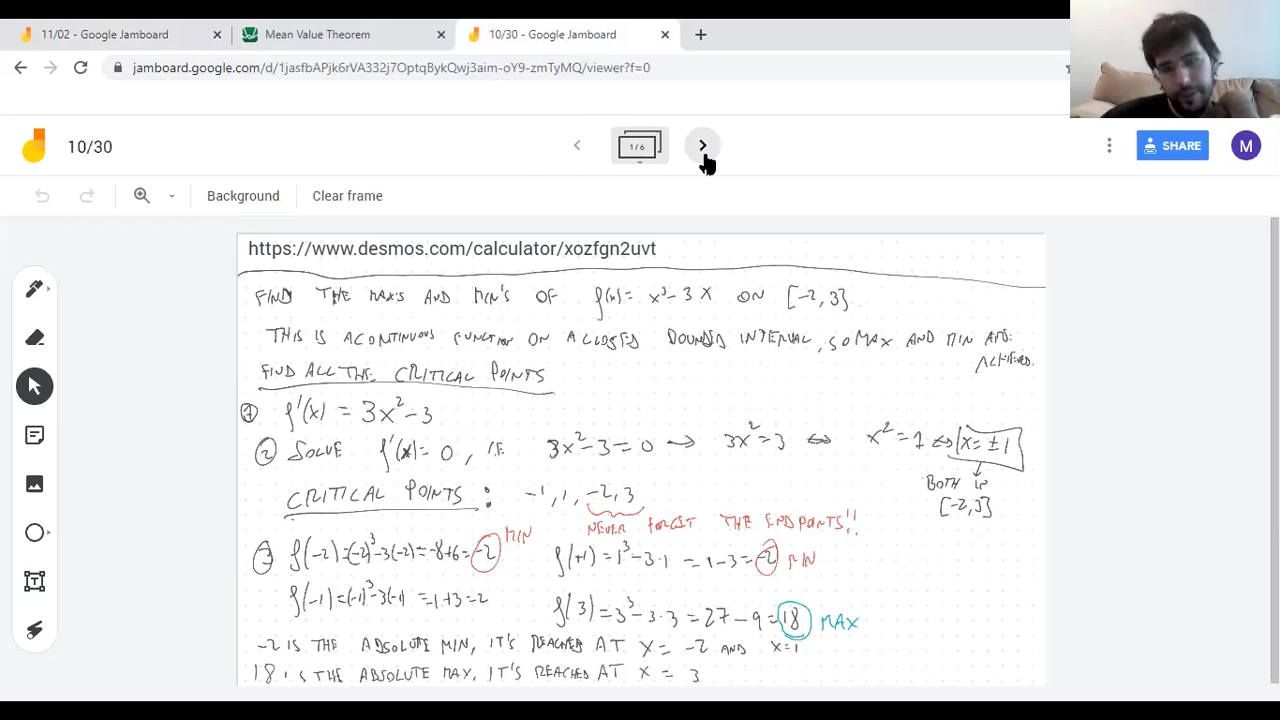 11/02 - Google Jamboard
Mean Value Theorem
10/30 - Google Jamboard
jamboard.google.com/d/1jasfbAPjk6rVA332j7OptqBykQwj3aim-oY9-zmTyMQ/viewer?f=0
10/30
1/6
SHARE
M
Background
Clear frame
https://www.desmos.com/calculator/xozfgn2uvt
FIND THE MAX'S AND MIN'S OF f(x) = x³-3x ON [-2,3]
THIS IS A CONTINUOUS FUNCTION ON A CLOSED BOUNDED INTERVAL, SO MAX AND MIN ARE
ACHIEVED.
FIND ALL THE CRITICAL POINTS
① f'(x) = 3x²-3
② SOLVE f'(x)=0, I.E 3x²-3=0 → 3x²=3 ⇔ x²=1 ⇔ x=±1
BOTH IN
[-2,3]
CRITICAL POINTS : -1, 1, -2, 3
NEVER FORGET THE ENDPOINTS!!
f(-2)=(-2)³-3(-2)=-8+6=-2 MIN
f(+1)=1³-3·1=1-3=-2 MIN
f(-1)=(-1)³-3(-1)=-1+3=2
f(3)=3³-3·3=27-9=18 MAX
-2 IS THE ABSOLUTE MIN, IT'S REACHED AT x = -2 AND x=1
18 IS THE ABSOLUTE MAX, IT'S REACHED AT x = 3